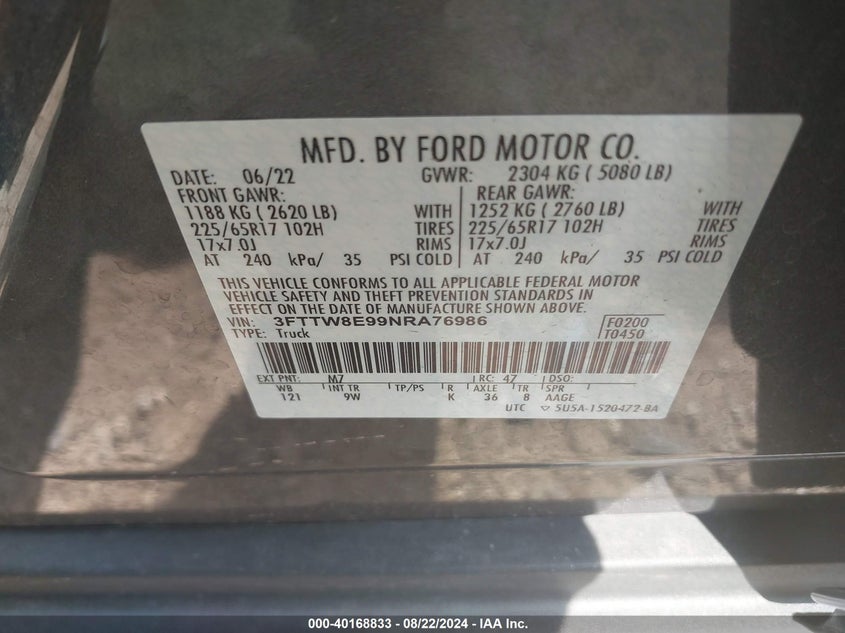 MFD. BY FORD MOTOR CO.
DATE: 06/22 GVWR: 2304 KG ( 5080 LB)
FRONT GAWR: REAR GAWR:
1188 KG ( 2620 LB) WITH 1252 KG ( 2760 LB) WITH
225/65R17 102H TIRES 225/65R17 102H TIRES
17x7.0J RIMS 17x7.0J RIMS
AT 240 kPa/ 35 PSI COLD AT 240 kPa/ 35 PSI COLD
THIS VEHICLE CONFORMS TO ALL APPLICABLE FEDERAL MOTOR
VEHICLE SAFETY AND THEFT PREVENTION STANDARDS IN
EFFECT ON THE DATE OF MANUFACTURE SHOWN ABOVE.
VIN: 3FTTW8E99NRA76986 F0200
TYPE: Truck T0450
EXT PNT: M7 RC: 47 DSO:
WB INT TR TP/PS R AXLE TR SPR
121 9W K 36 8 AAGE
UTC ▽ 5U5A-1520472-BA
000-40168833 - 08/22/2024 - IAA Inc.